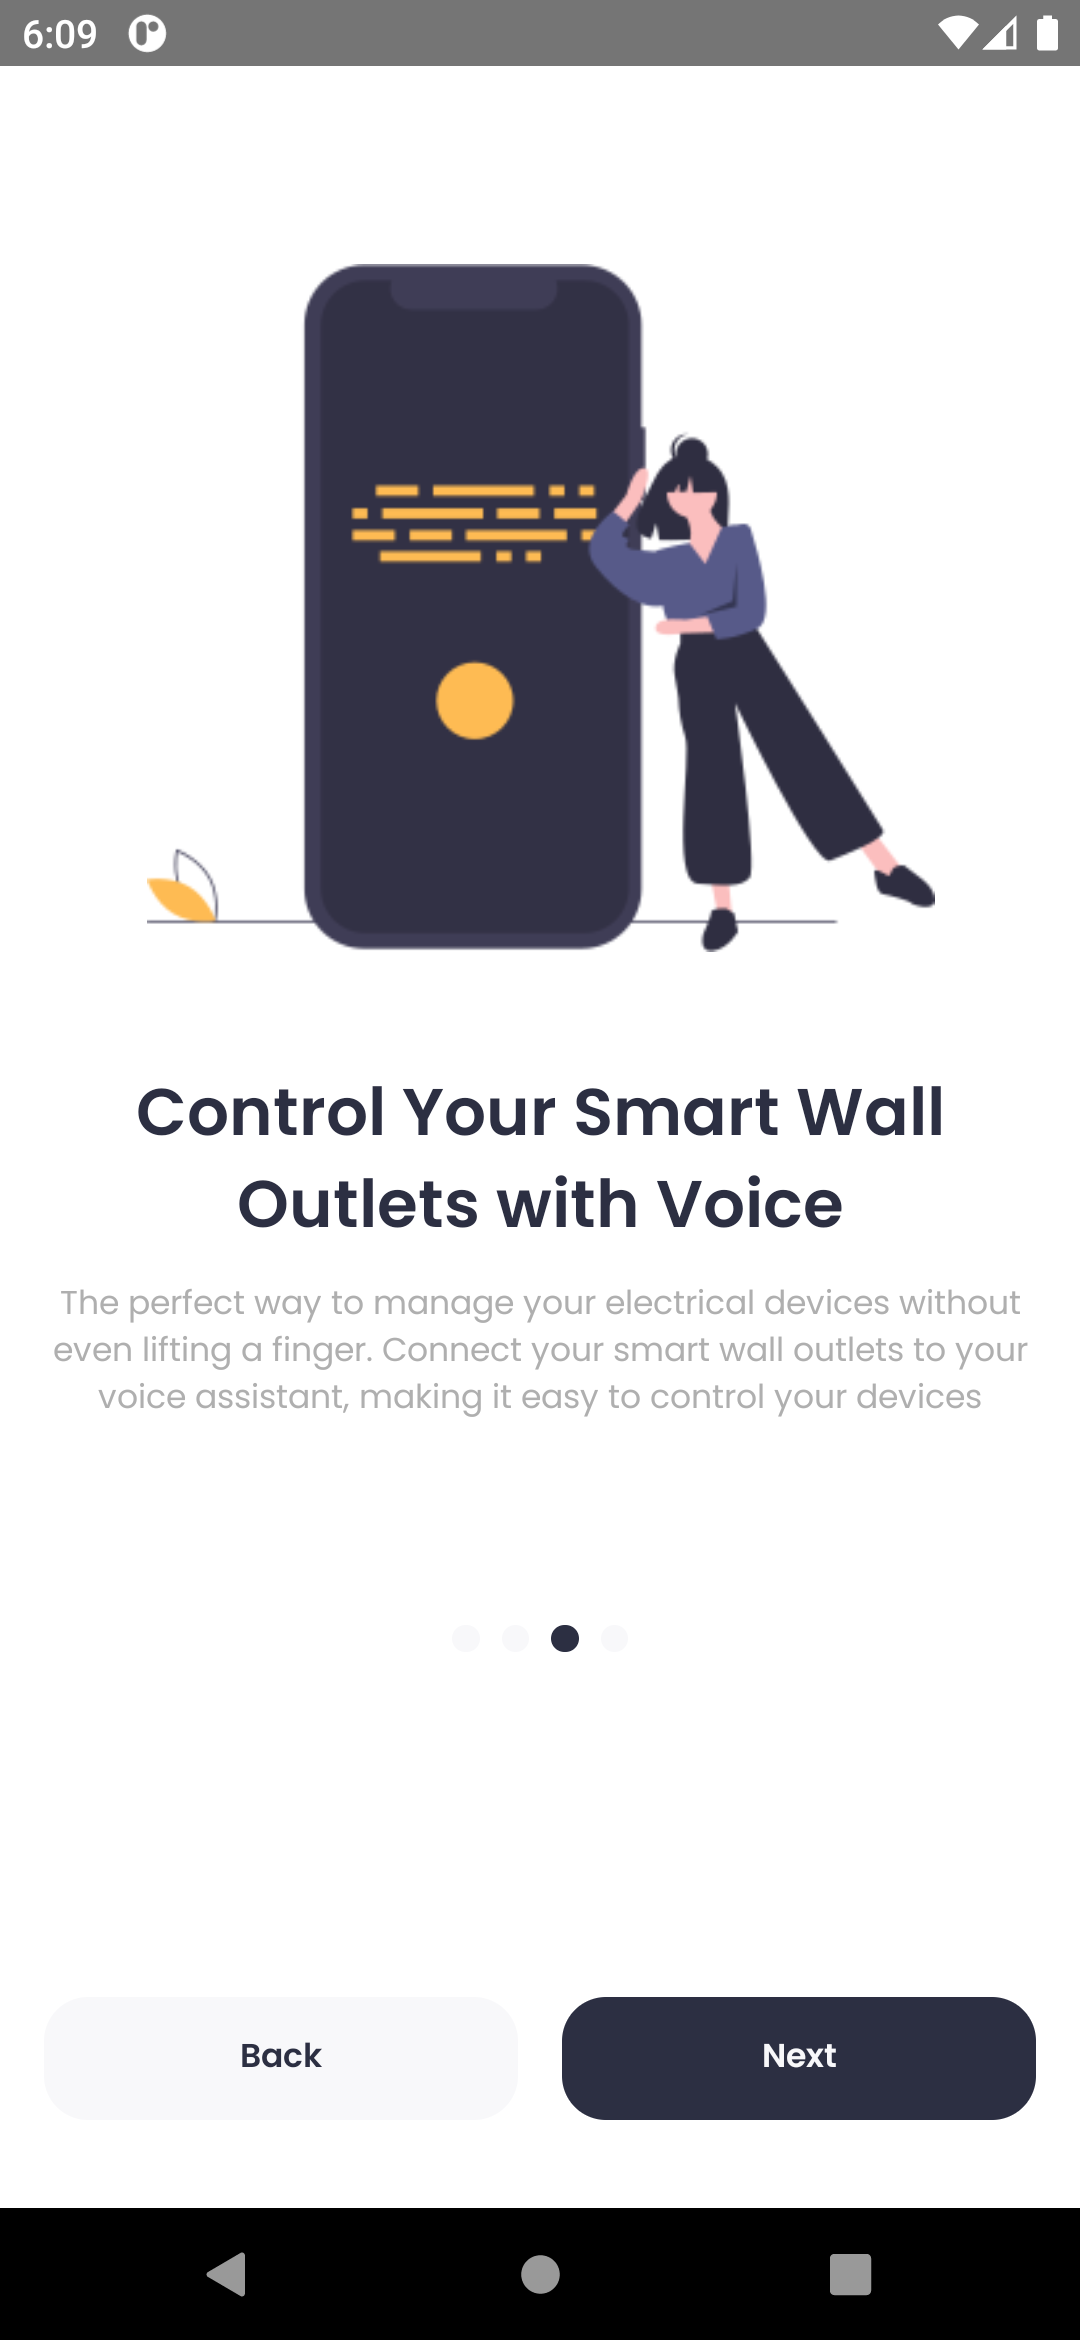 6:09
Control Your Smart Wall
Outlets with Voice
The perfect way to manage your electrical devices without
even lifting a finger. Connect your smart wall outlets to your
voice assistant, making it easy to control your devices
Back
Next